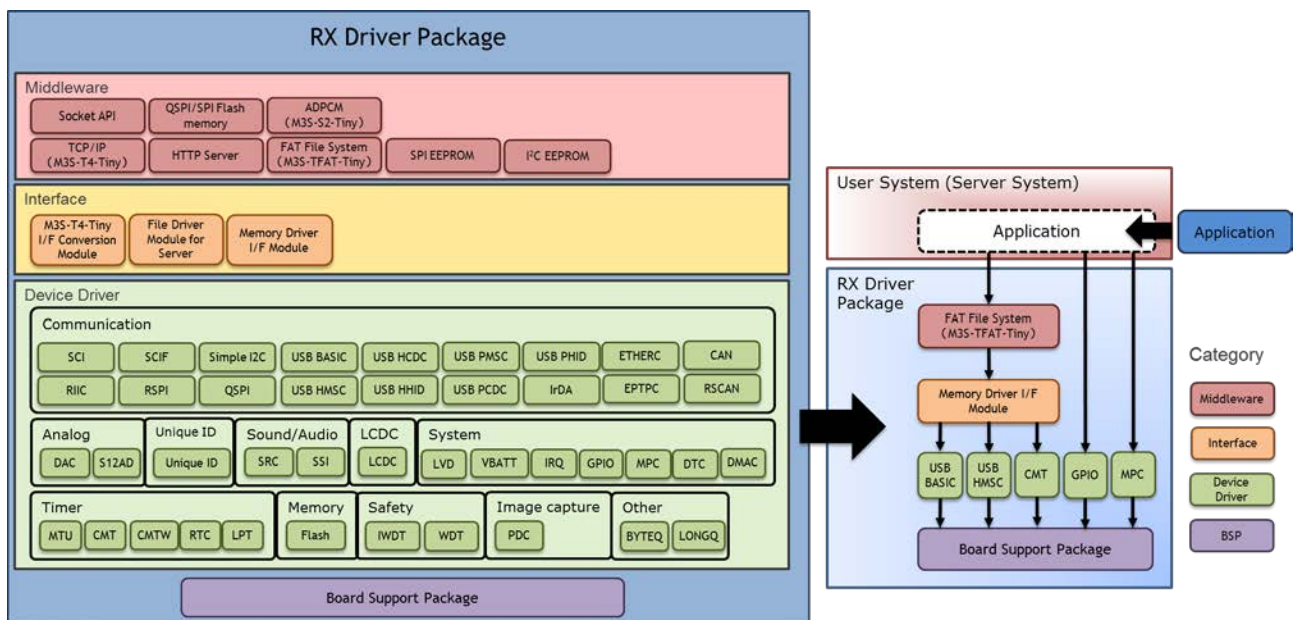 RX Driver Package
Middleware
Socket API
QSPI/SPI Flash
memory
ADPCM
(M3S-S2-Tiny)
TCP/IP
(M3S-T4-Tiny)
HTTP Server
FAT File System
(M3S-TFAT-Tiny)
SPI EEPROM
I²C EEPROM
Interface
M3S-T4-Tiny
I/F Conversion
Module
File Driver
Module for
Server
Memory Driver
I/F Module
Device Driver
Communication
SCI
SCIF
Simple I2C
USB BASIC
USB HCDC
USB PMSC
USB PHID
ETHERC
CAN
RIIC
RSPI
QSPI
USB HMSC
USB HHID
USB PCDC
IrDA
EPTPC
RSCAN
Analog
DAC
S12AD
Unique ID
Unique ID
Sound/Audio
SRC
SSI
LCDC
LCDC
System
LVD
VBATT
IRQ
GPIO
MPC
DTC
DMAC
Timer
MTU
CMT
CMTW
RTC
LPT
Memory
Flash
Safety
IWDT
WDT
Image capture
PDC
Other
BYTEQ
LONGQ
Board Support Package
User System (Server System)
Application
Application
RX Driver
Package
FAT File System
(M3S-TFAT-Tiny)
Memory Driver I/F
Module
USB
BASIC
USB
HMSC
CMT
GPIO
MPC
Board Support Package
Category
Middleware
Interface
Device
Driver
BSP